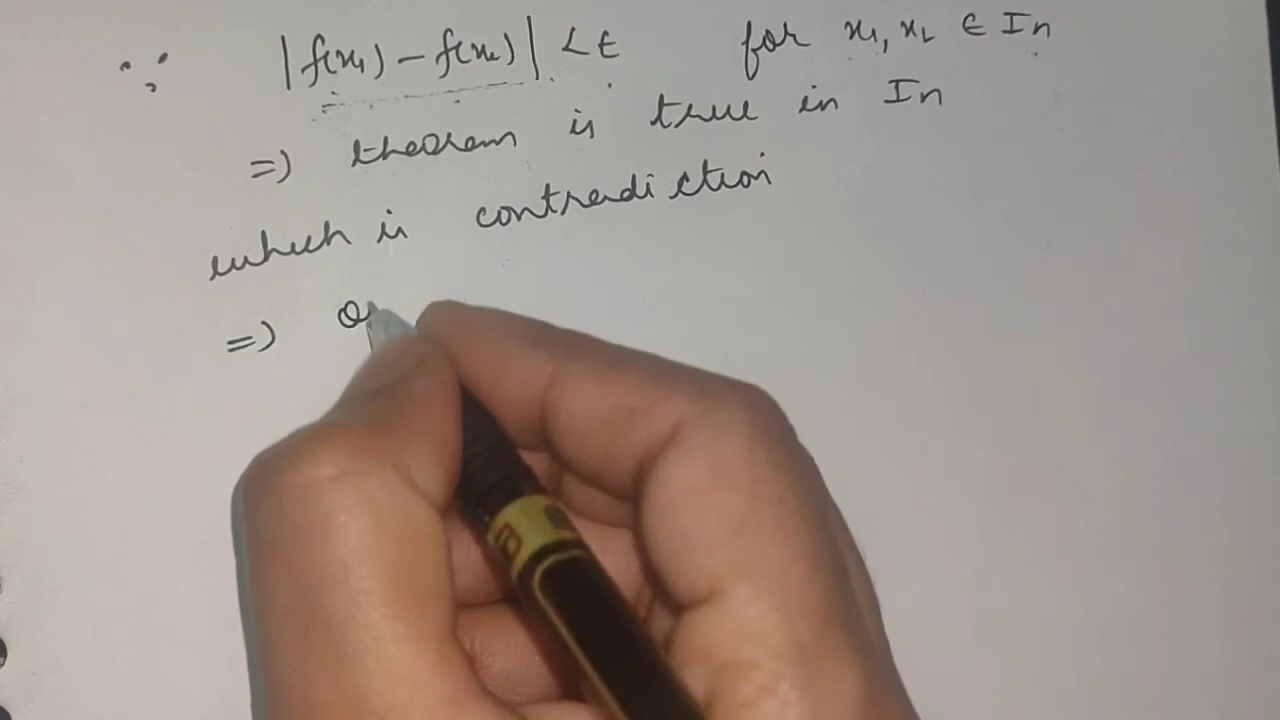 ∵ |f(x₁) - f(x₂)| < ε for x₁, x₂ ∈ In
=) theorem is true in In
which is contradiction
=)